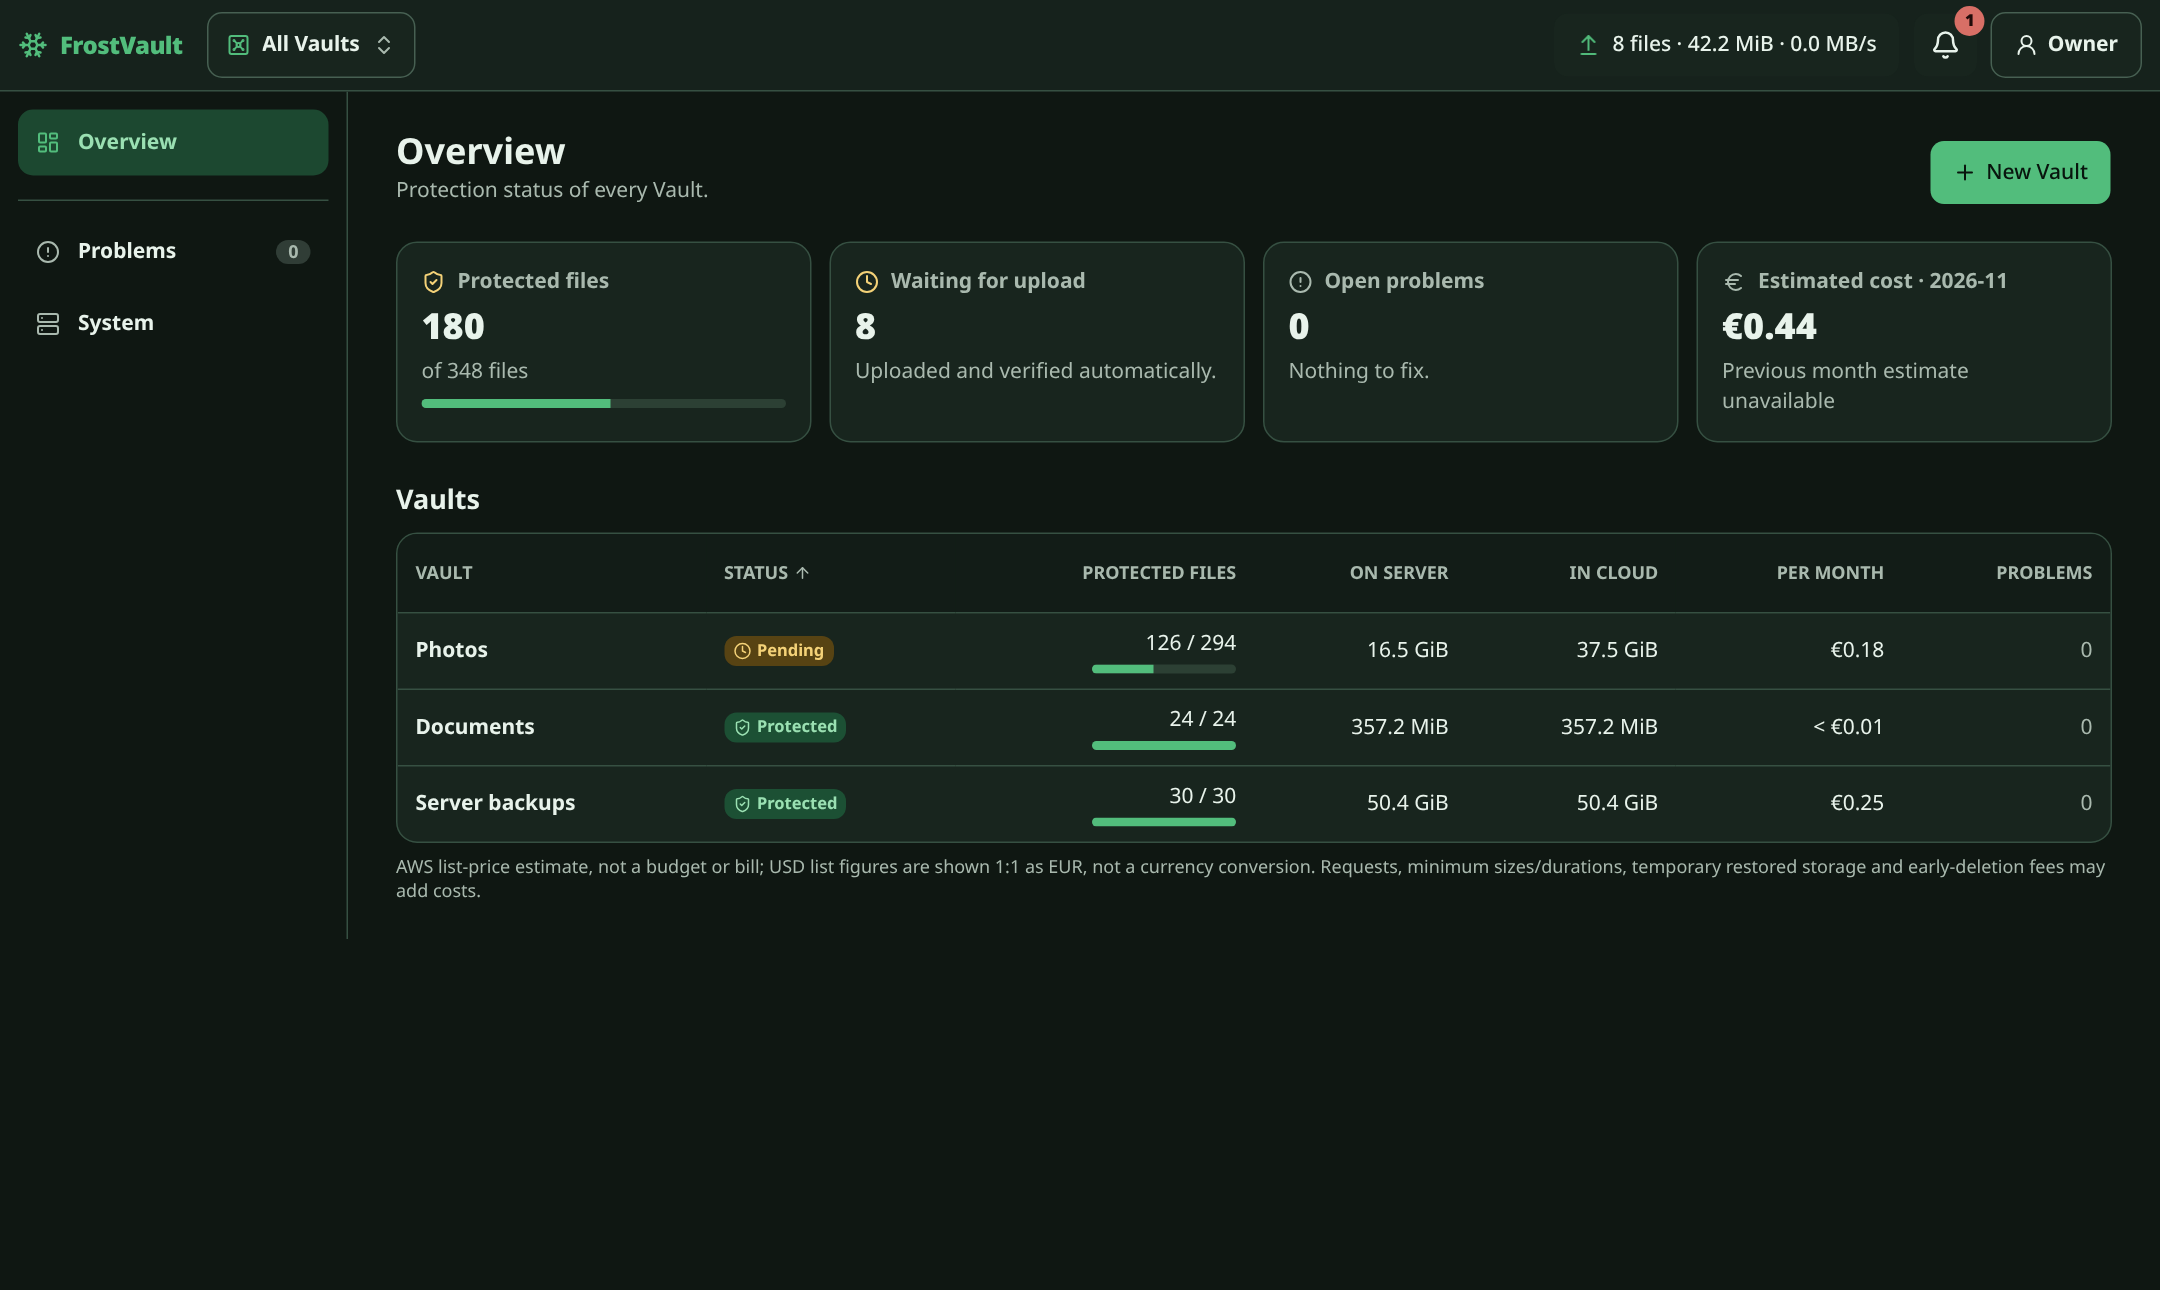 FrostVault
All Vaults
8 files · 42.2 MiB · 0.0 MB/s
1
Owner
Overview
Problems
0
System
Overview
Protection status of every Vault.
New Vault
Protected files
180
of 348 files
Waiting for upload
8
Uploaded and verified automatically.
Open problems
0
Nothing to fix.
Estimated cost · 2026-11
€0.44
Previous month estimate
unavailable
Vaults
VAULT STATUS PROTECTED FILES ON SERVER IN CLOUD PER MONTH PROBLEMS
Photos Pending 126 / 294 16.5 GiB 37.5 GiB €0.18 0
Documents Protected 24 / 24 357.2 MiB 357.2 MiB < €0.01 0
Server backups Protected 30 / 30 50.4 GiB 50.4 GiB €0.25 0
AWS list-price estimate, not a budget or bill; USD list figures are shown 1:1 as EUR, not a currency conversion. Requests, minimum sizes/durations, temporary restored storage and early-deletion fees may
add costs.